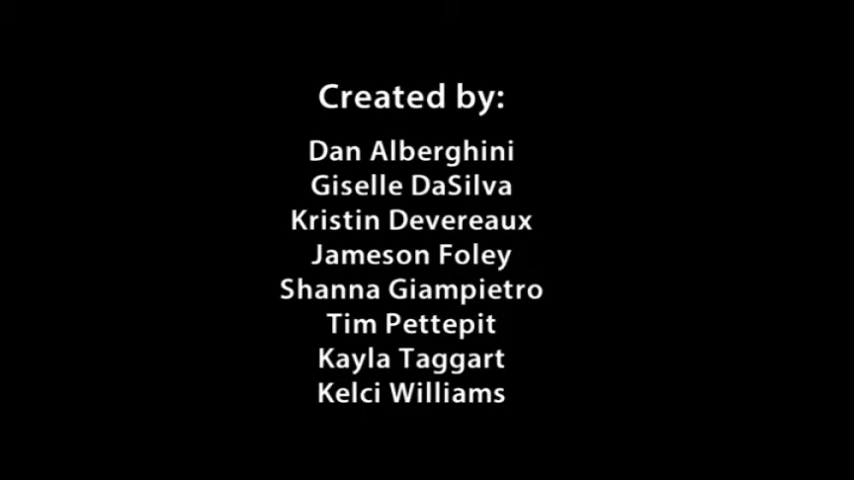 Created by:
Dan Alberghini
Giselle DaSilva
Kristin Devereaux
Jameson Foley
Shanna Giampietro
Tim Pettepit
Kayla Taggart
Kelci Williams